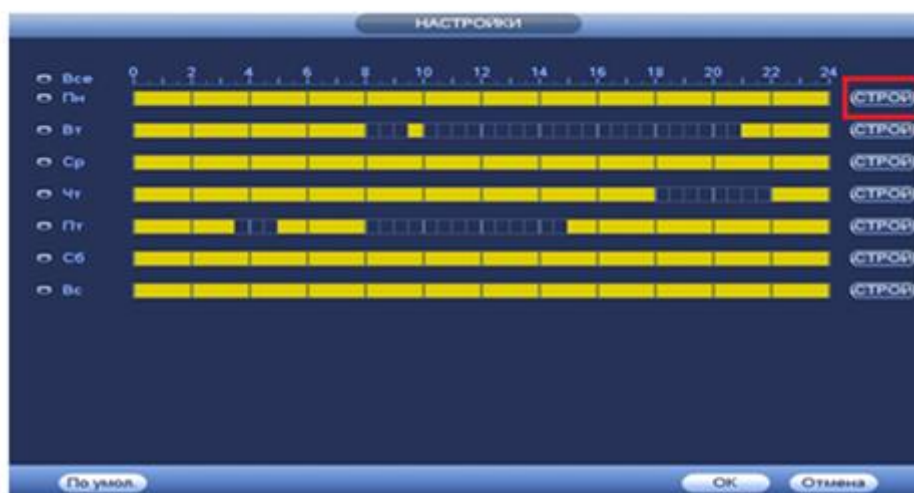 НАСТРОЙКИ
Все 0 2 4 6 8 10 12 14 16 18 20 22 24
Пн СТРОЙ
Вт СТРОЙ
Ср СТРОЙ
Чт СТРОЙ
Пт СТРОЙ
Сб СТРОЙ
Вс СТРОЙ
По умол. OK Отмена